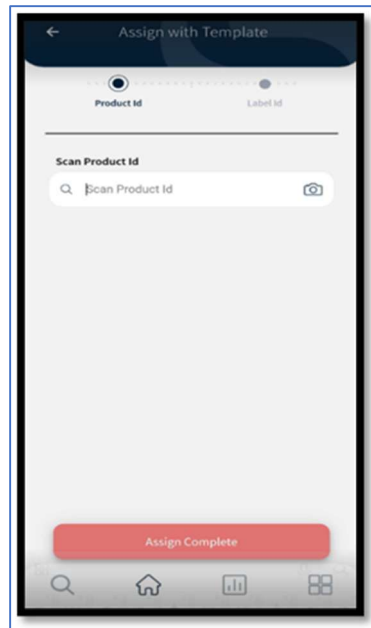 Assign with Template
Product Id
Label Id
Scan Product Id
Scan Product Id
Assign Complete